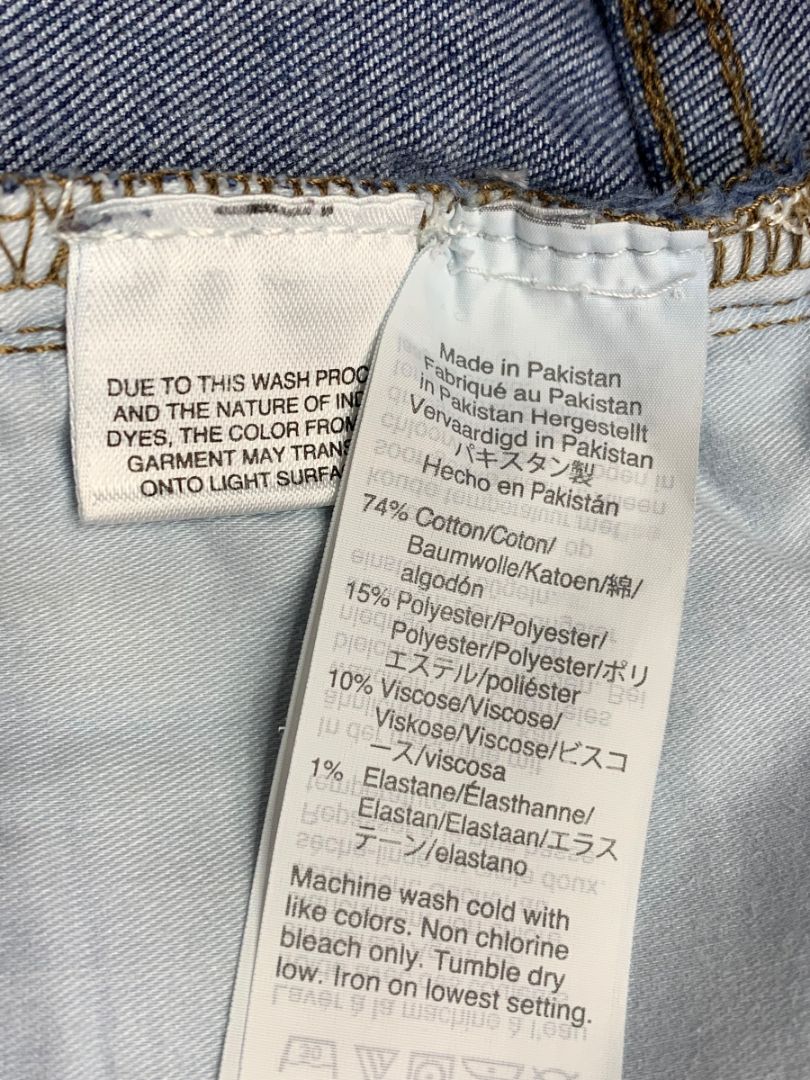 DUE TO THIS WASH PROC
AND THE NATURE OF IND
DYES, THE COLOR FROM
GARMENT MAY TRANS
ONTO LIGHT SURFA
Made in Pakistan
Fabriqué au Pakistan
in Pakistan Hergestellt
Vervaardigd in Pakistan
パキスタン製
Hecho en Pakistán
74% Cotton/Coton/
Baumwolle/Katoen/綿/
algodón
15% Polyester/Polyester/
Polyester/Polyester/ポリ
エステル/poliéster
10% Viscose/Viscose/
Viskose/Viscose/ビスコ
ース/viscosa
1% Elastane/Élasthanne/
Elastan/Elastaan/エラス
テーン/elastano
Machine wash cold with
like colors. Non chlorine
bleach only. Tumble dry
low. Iron on lowest setting.